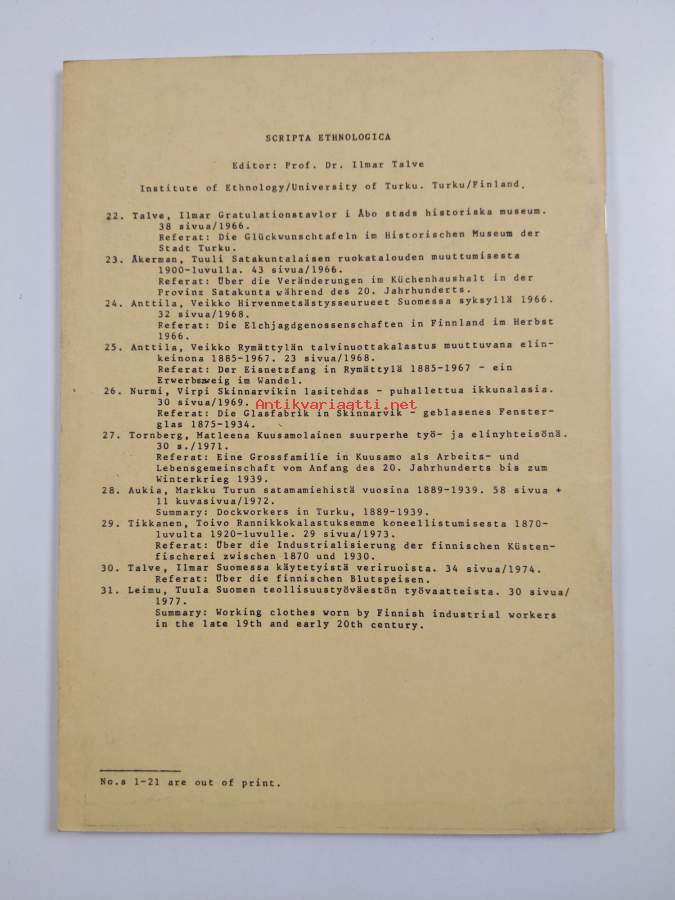 SCRIPTA ETHNOLOGICA
Editor: Prof. Dr. Ilmar Talve
Institute of Ethnology/University of Turku. Turku/Finland.
22. Talve, Ilmar Gratulationstavlor i Åbo stads historiska museum.
38 sivua/1966.
Referat: Die Glückwunschtafeln im Historischen Museum der
Stadt Turku.
23. Åkerman, Tuuli Satakuntalaisen ruokatalouden muuttumisesta
1900-luvulla. 43 sivua/1966.
Referat: Über die Veränderungen im Küchenhaushalt in der
Provinz Satakunta während des 20. Jahrhunderts.
24. Anttila, Veikko Hirvenmetsästysseurueet Suomessa syksyllä 1966.
32 sivua/1968.
Referat: Die Elchjagdgenossenschaften in Finnland im Herbst
1966.
25. Anttila, Veikko Rymättylän talvinuottakalastus muuttuvana elin-
keinona 1885-1967. 23 sivua/1968.
Referat: Der Eisnetzfang in Rymättylä 1885-1967 - ein
Erwerbszweig im Wandel.
26. Nurmi, Virpi Skinnarvikin lasitehdas - puhallettua ikkunalasia.
30 sivua/1969.
Antikvariaatti.net
Referat: Die Glasfabrik in Skinnarvik - geblasenes Fenster-
glas 1875-1934.
27. Tornberg, Matleena Kuusamolainen suurperhe työ- ja elinyhteisönä.
30 s./1971.
Referat: Eine Grossfamilie in Kuusamo als Arbeits- und
Lebensgemeinschaft vom Anfang des 20. Jahrhunderts bis zum
Winterkrieg 1939.
28. Aukia, Markku Turun satamamiehistä vuosina 1889-1939. 58 sivua +
11 kuvasivua/1972.
Summary: Dockworkers in Turku, 1889-1939.
29. Tikkanen, Toivo Rannikkokalastuksemme koneellistumisesta 1870-
luvulta 1920-luvulle. 29 sivua/1973.
Referat: Über die Industrialisierung der finnischen Küsten-
fischerei zwischen 1870 und 1930.
30. Talve, Ilmar Suomessa käytetyistä veriruoista. 34 sivua/1974.
Referat: Über die finnischen Blutspeisen.
31. Leimu, Tuula Suomen teollisuustyöväestön työvaatteista. 30 sivua/
1977.
Summary: Working clothes worn by Finnish industrial workers
in the late 19th and early 20th century.
No.s 1-21 are out of print.